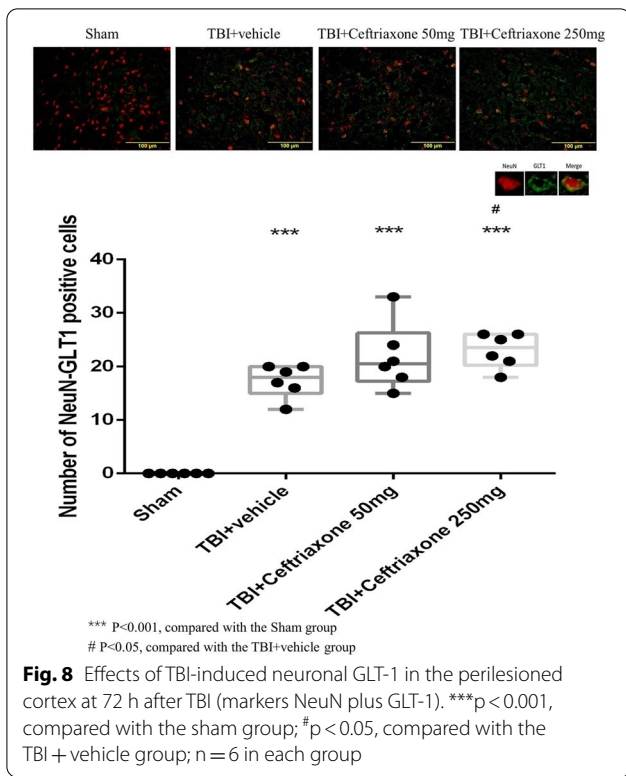 Sham TBI+vehicle TBI+Ceftriaxone 50mg TBI+Ceftriaxone 250mg
100 μm 100 μm 100 μm 100 μm
NeuN GLT1 Merge
#
*** *** ***
Number of NeuN-GLT1 positive cells
40
30
20
10
0
Sham
TBI+vehicle
TBI+Ceftriaxone 50mg
TBI+Ceftriaxone 250mg
*** P<0.001, compared with the Sham group
# P<0.05, compared with the TBI+vehicle group
Fig. 8 Effects of TBI-induced neuronal GLT-1 in the perilesioned
cortex at 72 h after TBI (markers NeuN plus GLT-1). ***p < 0.001,
compared with the sham group; #p < 0.05, compared with the
TBI + vehicle group; n = 6 in each group